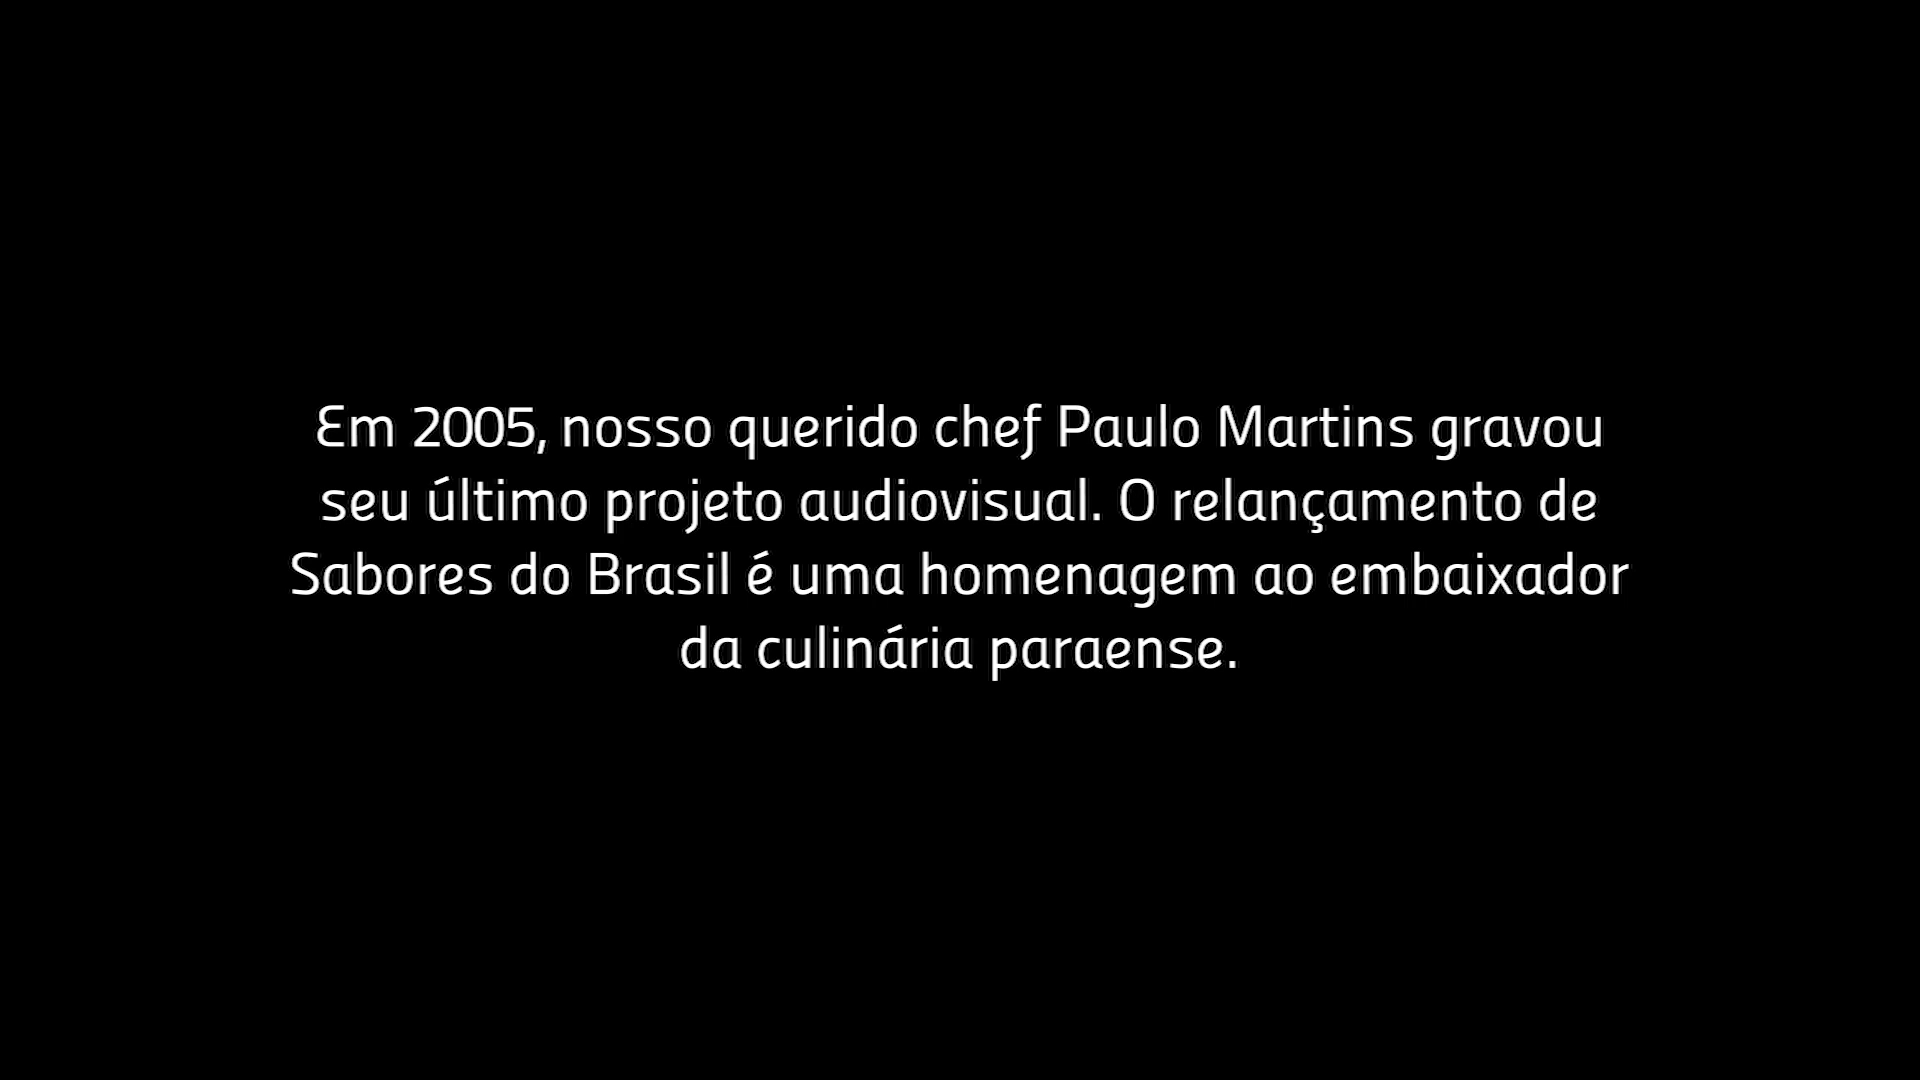 Em 2005, nosso querido chef Paulo Martins gravou
seu último projeto audiovisual. O relançamento de
Sabores do Brasil é uma homenagem ao embaixador
da culinária paraense.